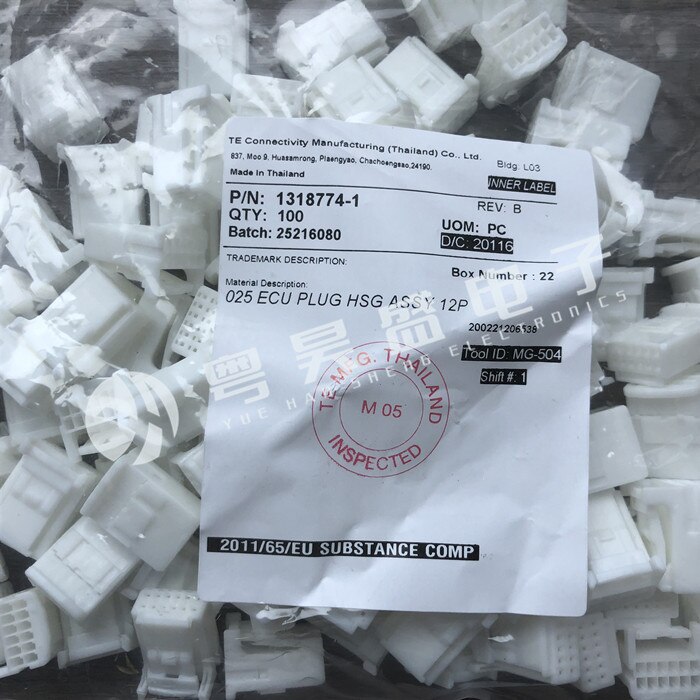 TE Connectivity Manufacturing (Thailand) Co., Ltd.
837, Moo 9, Huasamrong, Plaengyao, Chachoengsao,24190.
Bldg. L03
Made In Thailand
INNER LABEL
P/N: 1318774-1
REV: B
QTY: 100
UOM: PC
Batch: 25216080
D/C: 20116
TRADEMARK DESCRIPTION:
Box Number : 22
Material Description:
025 ECU PLUG HSG ASSY 12P
200221206538
Tool ID: MG-504
Shift #: 1
TE MFG. THAILAND
M 05
INSPECTED
2011/65/EU SUBSTANCE COMP
粤昊盛电子
YUE HAO SHENG ELECTRONICS